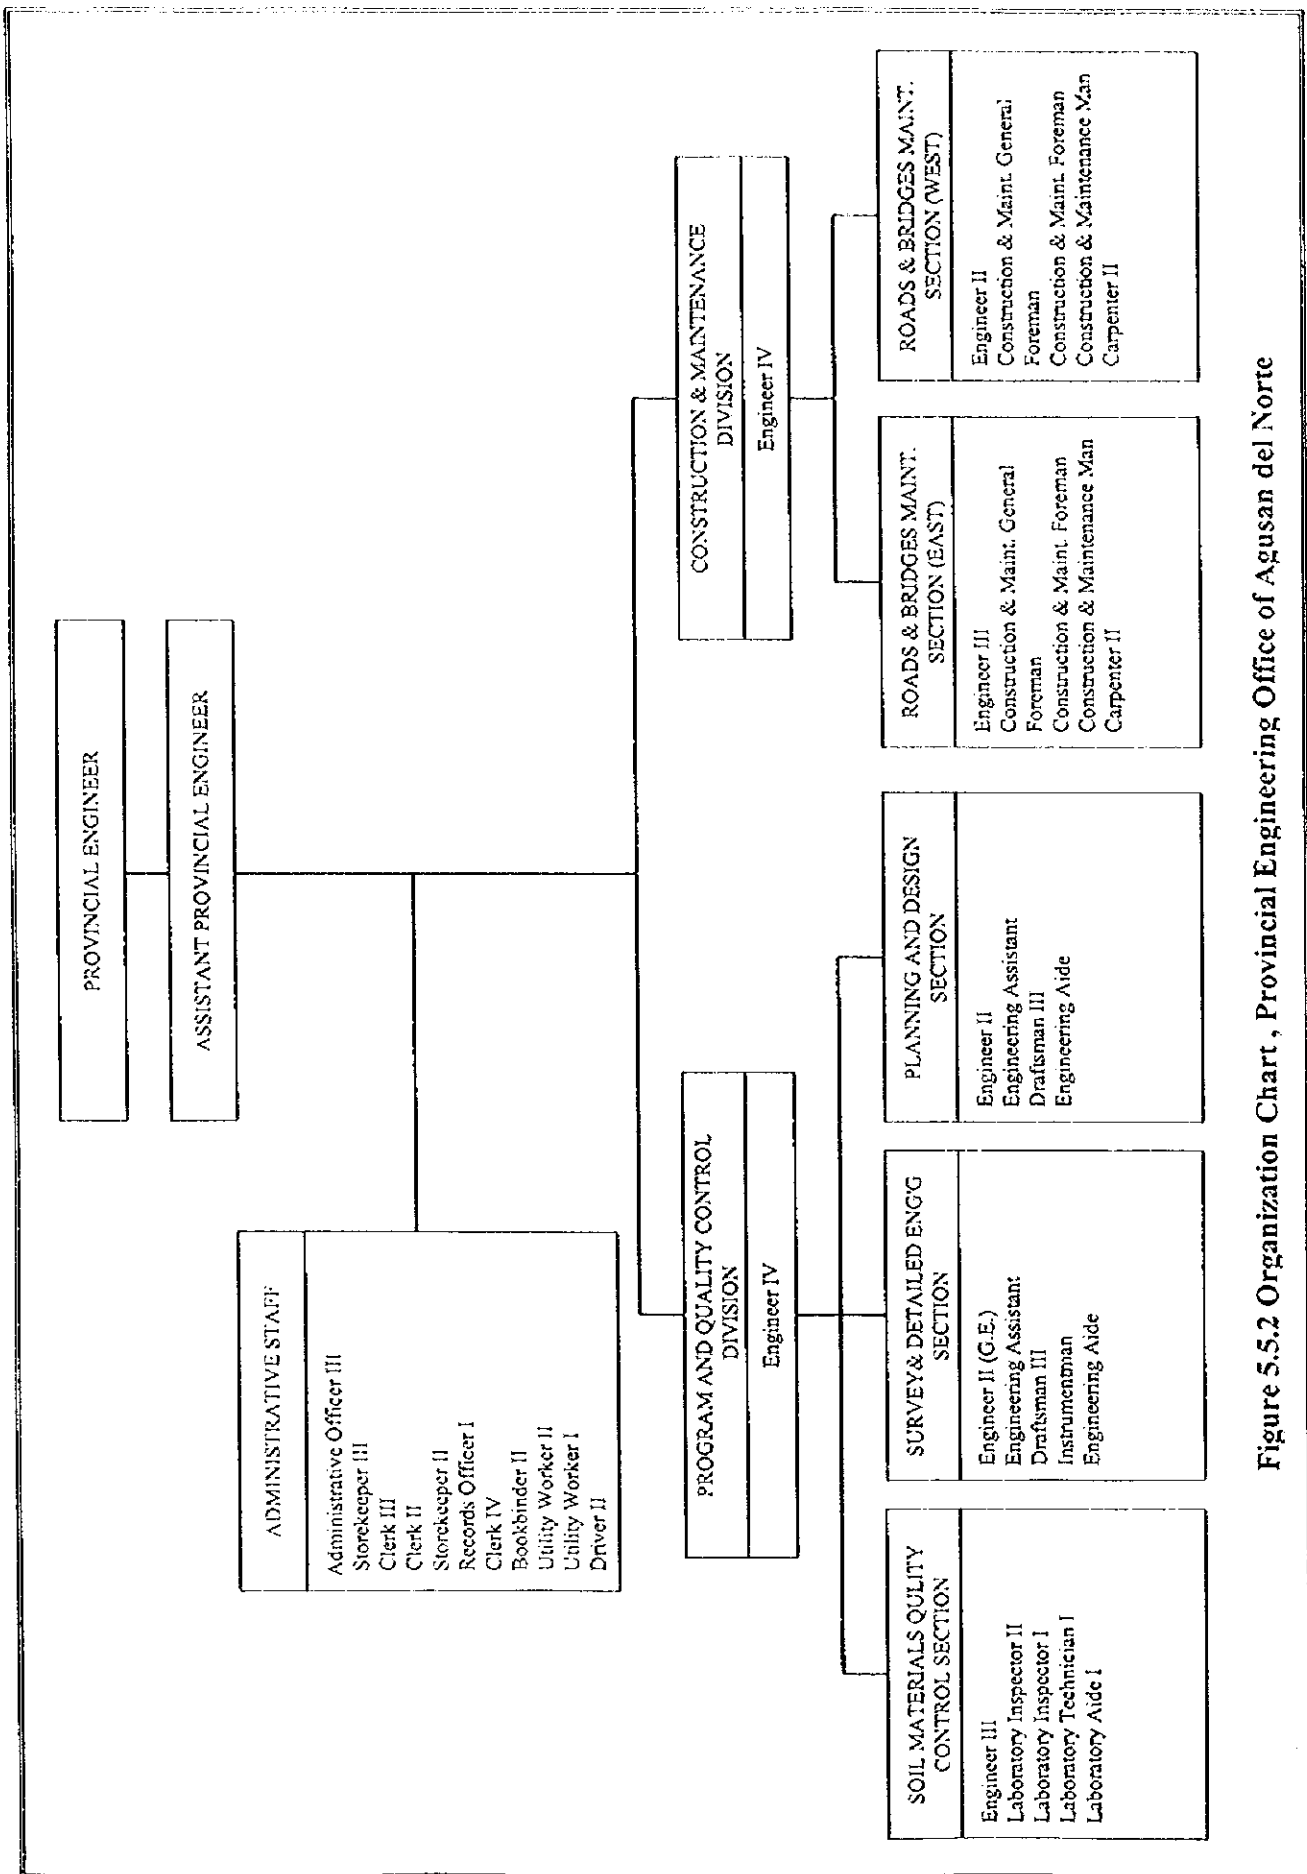 PROVINCIAL ENGINEER
ASSISTANT PROVINCIAL ENGINEER
ADMINISTRATIVE STAFF
Administrative Officer III
Storekeeper III
Clerk III
Clerk II
Storekeeper II
Records Officer I
Clerk IV
Bookbinder II
Utility Worker II
Utility Worker I
Driver II
PROGRAM AND QUALITY CONTROL
DIVISION
Engineer IV
CONSTRUCTION & MAINTENANCE
DIVISION
Engineer IV
SOIL MATERIALS QULITY
CONTROL SECTION
Engineer III
Laboratory Inspector II
Laboratory Inspector I
Laboratory Technician I
Laboratory Aide I
SURVEY & DETAILED ENG'G
SECTION
Engineer II (G.E.)
Engineering Assistant
Draftsman III
Instrumentman
Engineering Aide
PLANNING AND DESIGN
SECTION
Engineer II
Engineering Assistant
Draftsman III
Engineering Aide
ROADS & BRIDGES MAINT.
SECTION (EAST)
Engineer III
Construction & Maint. General
Foreman
Construction & Maint. Foreman
Construction & Maintenance Man
Carpenter II
ROADS & BRIDGES MAINT.
SECTION (WEST)
Engineer II
Construction & Maint. General
Foreman
Construction & Maint. Foreman
Construction & Maintenance Man
Carpenter II
Figure 5.5.2 Organization Chart , Provincial Engineering Office of Agusan del Norte